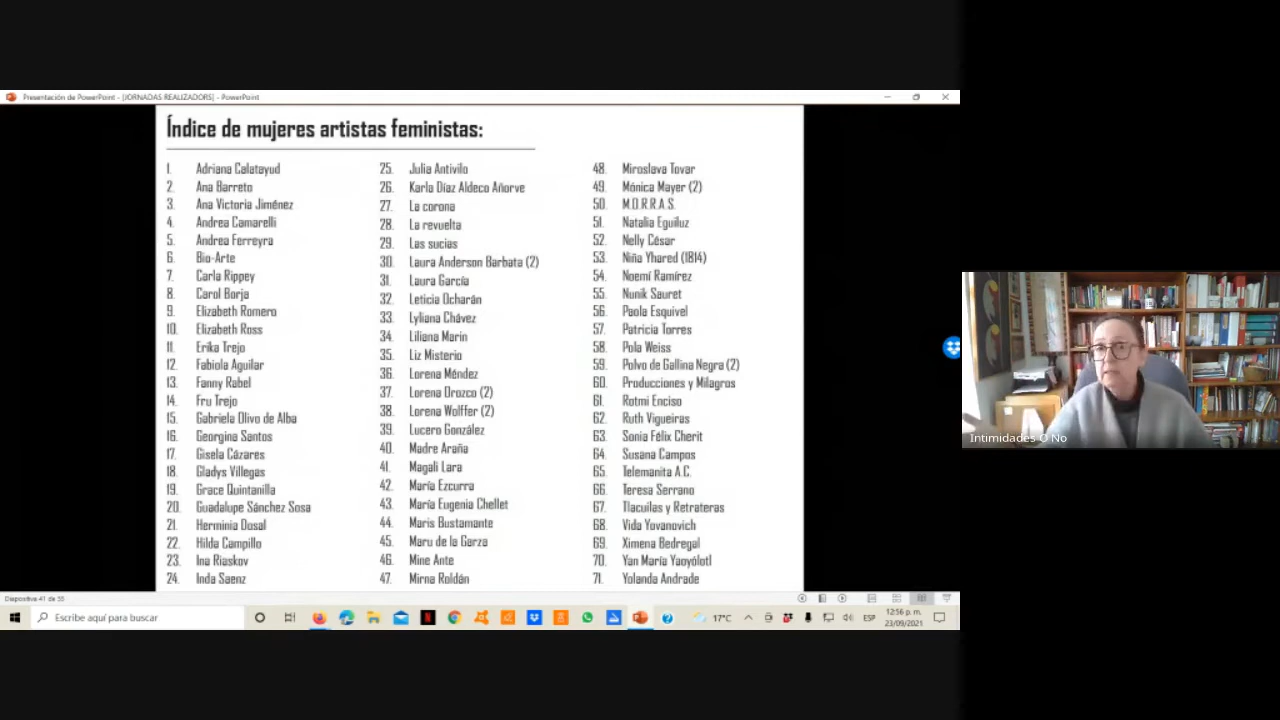 Presentación de PowerPoint - [JORNADAS REALIZADORS] - PowerPoint
Índice de mujeres artistas feministas:
1. Adriana Calatayud
2. Ana Barreto
3. Ana Victoria Jiménez
4. Andrea Camarelli
5. Andrea Ferreyra
6. Bio-Arte
7. Carla Rippey
8. Carol Borja
9. Elizabeth Romero
10. Elizabeth Ross
11. Erika Trejo
12. Fabiola Aguilar
13. Fanny Rabel
14. Fru Trejo
15. Gabriela Olivo de Alba
16. Georgina Santos
17. Gisela Cázares
18. Gladys Villegas
19. Grace Quintanilla
20. Guadalupe Sánchez Sosa
21. Herminia Dosal
22. Hilda Campillo
23. Ina Riaskov
24. Inda Saenz
25. Julia Antivilo
26. Karla Díaz Aldeco Añorve
27. La corona
28. La revuelta
29. Las sucias
30. Laura Anderson Barbata (2)
31. Laura García
32. Leticia Ocharán
33. Lyliana Chávez
34. Liliana Marin
35. Liz Misterio
36. Lorena Méndez
37. Lorena Orozco (2)
38. Lorena Wolffer (2)
39. Lucero González
40. Madre Araña
41. Magali Lara
42. María Ezcurra
43. María Eugenia Chellet
44. Maris Bustamante
45. Maru de la Garza
46. Mine Ante
47. Mirna Roldán
48. Miroslava Tovar
49. Mónica Mayer (2)
50. M.O.R.R.A.S.
51. Natalia Eguiluz
52. Nelly César
53. Niña Yhared (1814)
54. Noemí Ramírez
55. Nunik Sauret
56. Paola Esquivel
57. Patricia Torres
58. Pola Weiss
59. Polvo de Gallina Negra (2)
60. Producciones y Milagros
61. Rotmi Enciso
62. Ruth Vigueiras
63. Sonia Félix Cherit
64. Susana Campos
65. Telemanita A.C.
66. Teresa Serrano
67. Tlacuilas y Retrateras
68. Vida Yovanovich
69. Ximena Bedregal
70. Yan María Yaoyólotl
71. Yolanda Andrade
Intimidades O No
Diapositiva 41 de 55
Escribe aquí para buscar
17°C
ESP
12:56 p. m.
23/09/2021